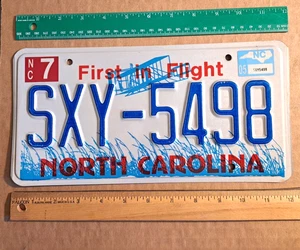 NC 7
First in Flight
NC
SXY-5498
NORTH CAROLINA